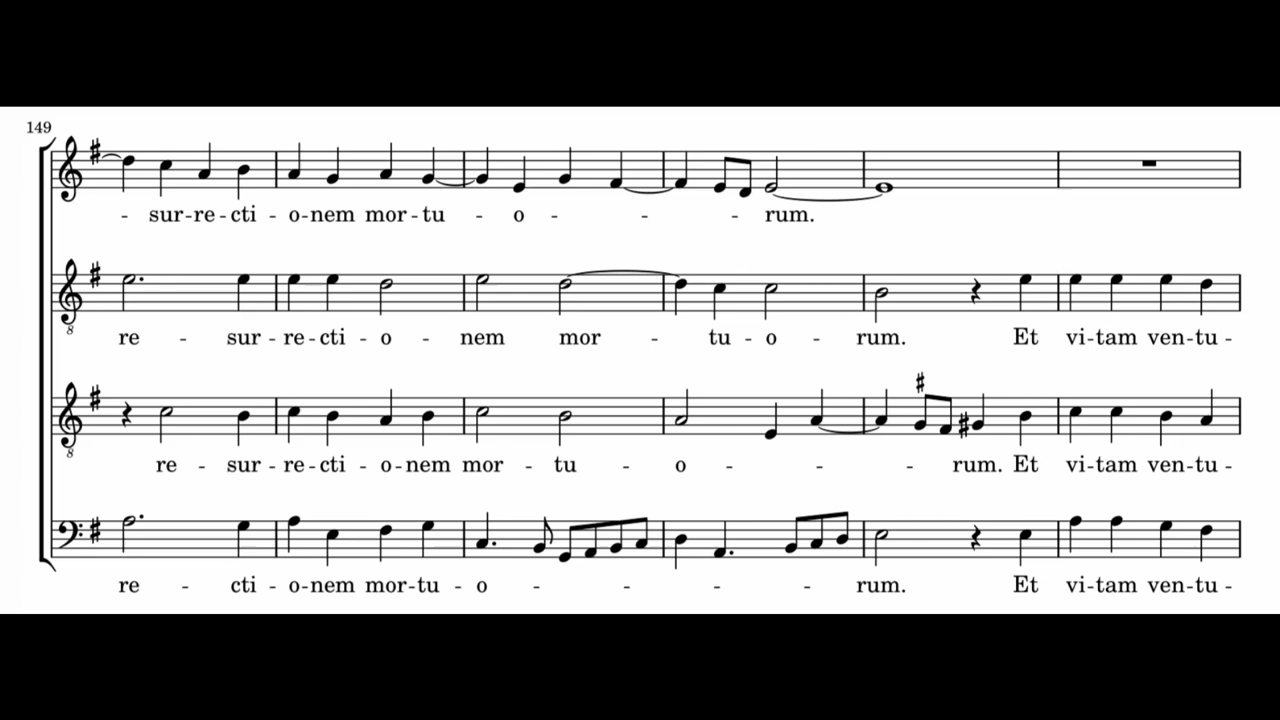 149
- sur - re - cti - o - nem mor - tu - o - - - rum.
re - sur - re - cti - o - nem mor - tu - o - rum. Et vi - tam ven - tu -
re - sur - re - cti - o - nem mor - tu - o - - - rum. Et vi - tam ven - tu -
re - cti - o - nem mor - tu - o - - - - rum. Et vi - tam ven - tu -